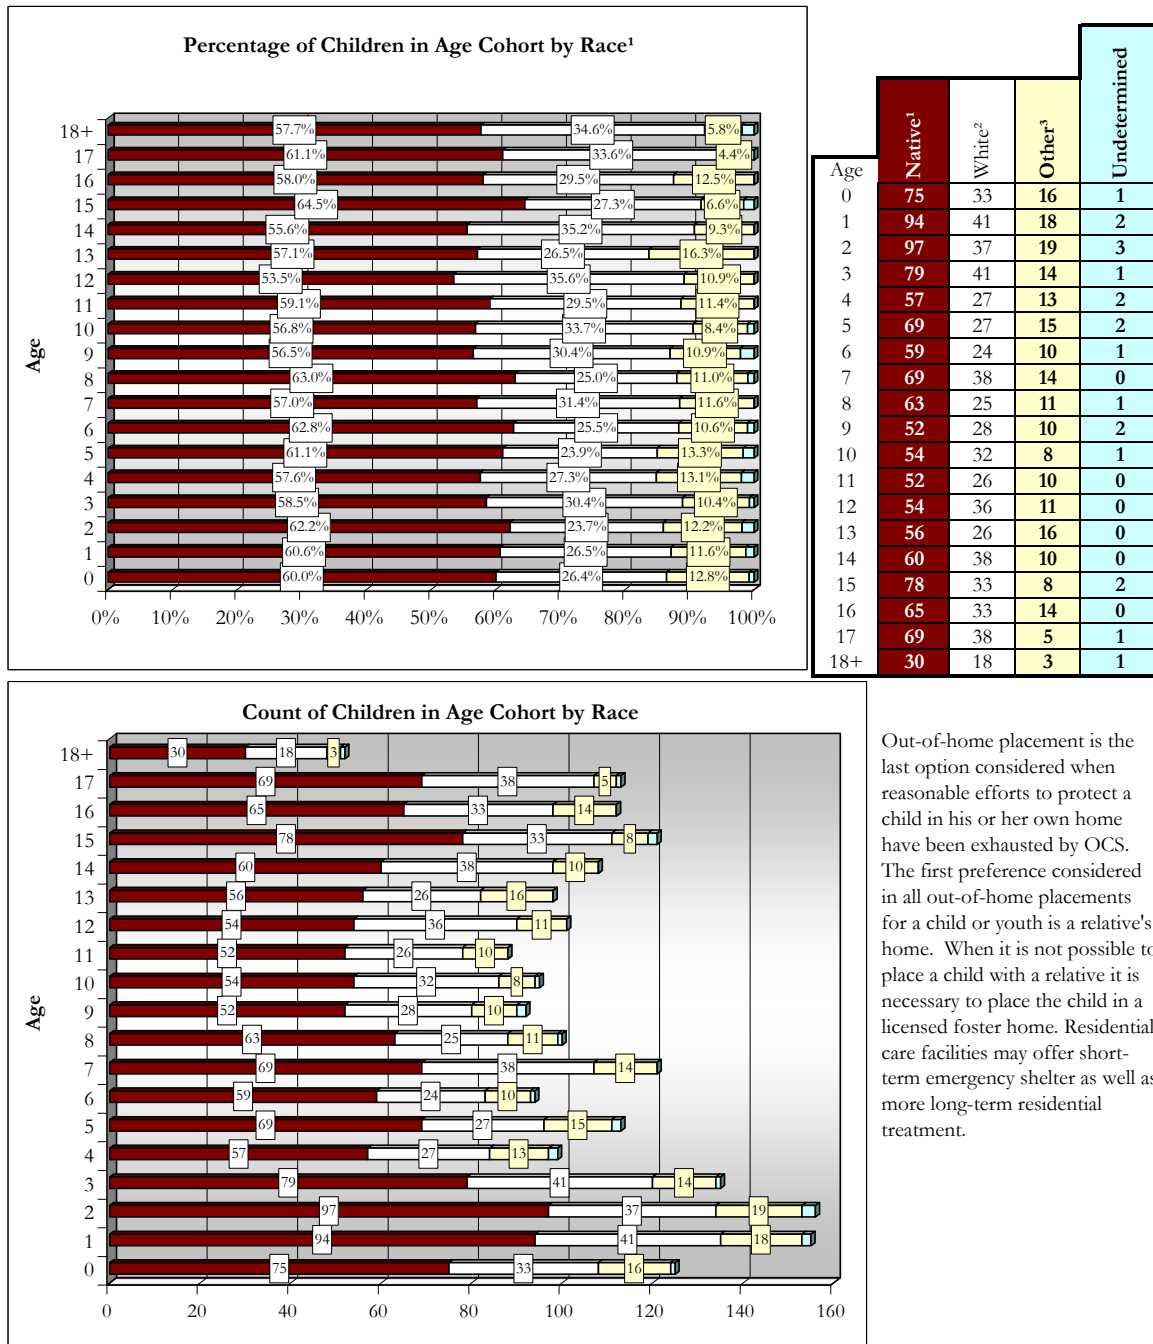 Percentage of Children in Age Cohort by Race¹
Age
18+ 57.7% 34.6% 5.8%
17 61.1% 33.6% 4.4%
16 58.0% 29.5% 12.5%
15 64.5% 27.3% 6.6%
14 55.6% 35.2% 9.3%
13 57.1% 26.5% 16.3%
12 53.5% 35.6% 10.9%
11 59.1% 29.5% 11.4%
10 56.8% 33.7% 8.4%
9 56.5% 30.4% 10.9%
8 63.0% 25.0% 11.0%
7 57.0% 31.4% 11.6%
6 62.8% 25.5% 10.6%
5 61.1% 23.9% 13.3%
4 57.6% 27.3% 13.1%
3 58.5% 30.4% 10.4%
2 62.2% 23.7% 12.2%
1 60.6% 26.5% 11.6%
0 60.0% 26.4% 12.8%
0% 10% 20% 30% 40% 50% 60% 70% 80% 90% 100%
Age Native¹ White² Other³ Undetermined
0 75 33 16 1
1 94 41 18 2
2 97 37 19 3
3 79 41 14 1
4 57 27 13 2
5 69 27 15 2
6 59 24 10 1
7 69 38 14 0
8 63 25 11 1
9 52 28 10 2
10 54 32 8 1
11 52 26 10 0
12 54 36 11 0
13 56 26 16 0
14 60 38 10 0
15 78 33 8 2
16 65 33 14 0
17 69 38 5 1
18+ 30 18 3 1
Count of Children in Age Cohort by Race
Age
18+ 30 18 3
17 69 38 5
16 65 33 14
15 78 33 8
14 60 38 10
13 56 26 16
12 54 36 11
11 52 26 10
10 54 32 8
9 52 28 10
8 63 25 11
7 69 38 14
6 59 24 10
5 69 27 15
4 57 27 13
3 79 41 14
2 97 37 19
1 94 41 18
0 75 33 16
0 20 40 60 80 100 120 140 160
Out-of-home placement is the
last option considered when
reasonable efforts to protect a
child in his or her own home
have been exhausted by OCS.
The first preference considered
in all out-of-home placements
for a child or youth is a relative's
home. When it is not possible to
place a child with a relative it is
necessary to place the child in a
licensed foster home. Residential
care facilities may offer short-
term emergency shelter as well as
more long-term residential
treatment.